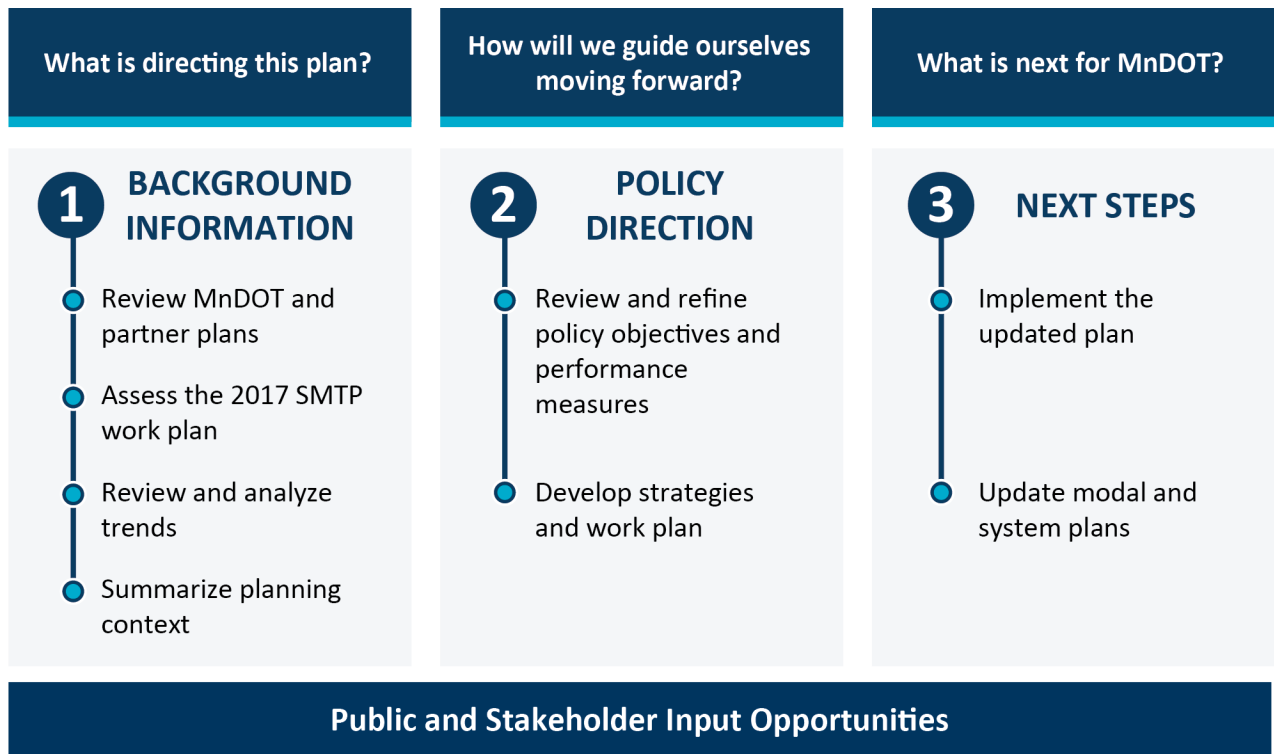 What is directing this plan?
How will we guide ourselves
moving forward?
What is next for MnDOT?
1
BACKGROUND
INFORMATION
Review MnDOT and
partner plans
Assess the 2017 SMTP
work plan
Review and analyze
trends
Summarize planning
context
2
POLICY
DIRECTION
Review and refine
policy objectives and
performance
measures
Develop strategies
and work plan
3
NEXT STEPS
Implement the
updated plan
Update modal and
system plans
Public and Stakeholder Input Opportunities